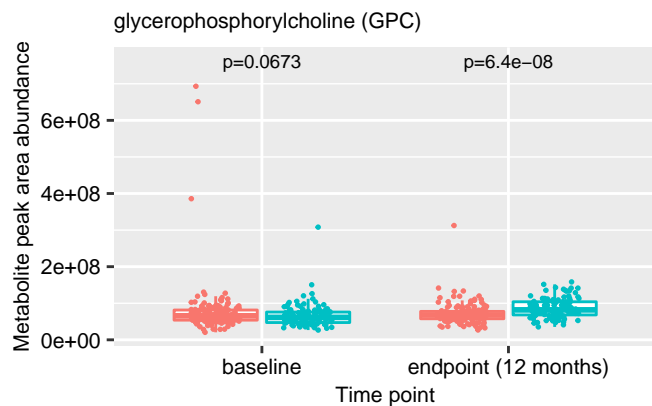 glycerophosphorylcholine (GPC)
p=0.0673
p=6.4e−08
Metabolite peak area abundance
6e+08
4e+08
2e+08
0e+00
baseline
endpoint (12 months)
Time point